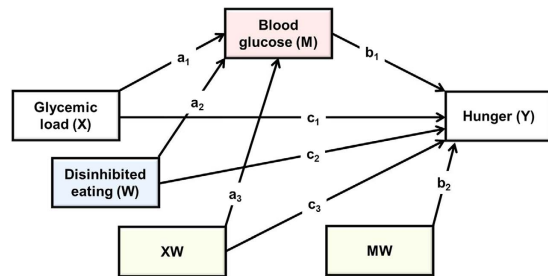 Blood
glucose (M)
a1
b1
a2
Glycemic
load (X)
c1
Hunger (Y)
c2
Disinhibited
eating (W)
a3
c3
b2
XW
MW